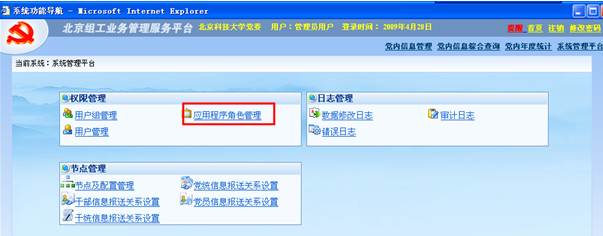 系统功能导航 - Microsoft Internet Explorer
北京组工业务管理服务平台 北京科技大学党委 用户：管理员用户 登录时间：2009年4月28日 提醒 首页 注销 修改密码
党内信息管理 党内信息综合查询 党内年度统计 系统管理平台
当前系统：系统管理平台
权限管理 日志管理
用户组管理 应用程序角色管理 数据修改日志 审计日志
用户管理 错误日志
节点管理
节点及配置管理 党统信息报送关系设置
干部信息报送关系设置 党员信息报送关系设置
干统信息报送关系设置